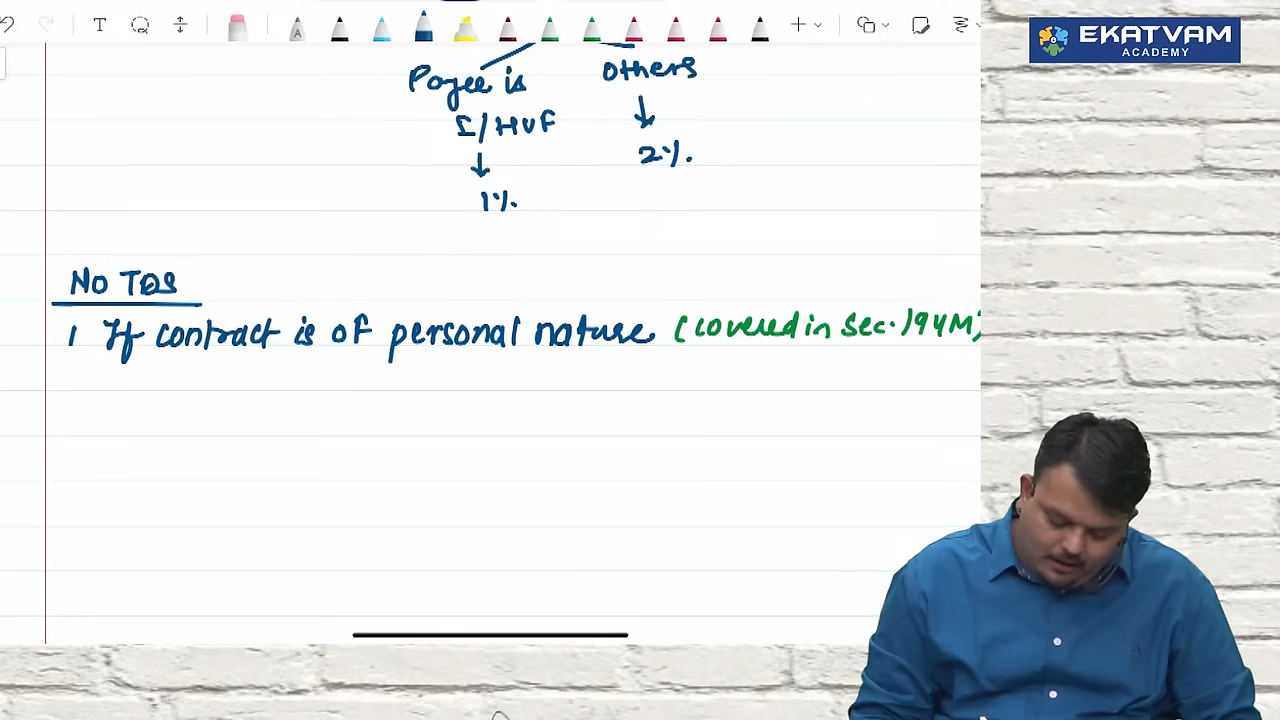 T
A
EKATVAM
ACADEMY
Payee is
I/HUF
↓
1%.
Others
↓
2%.
No TDS
1 If contract is of personal nature (Covered in Sec. 194M)